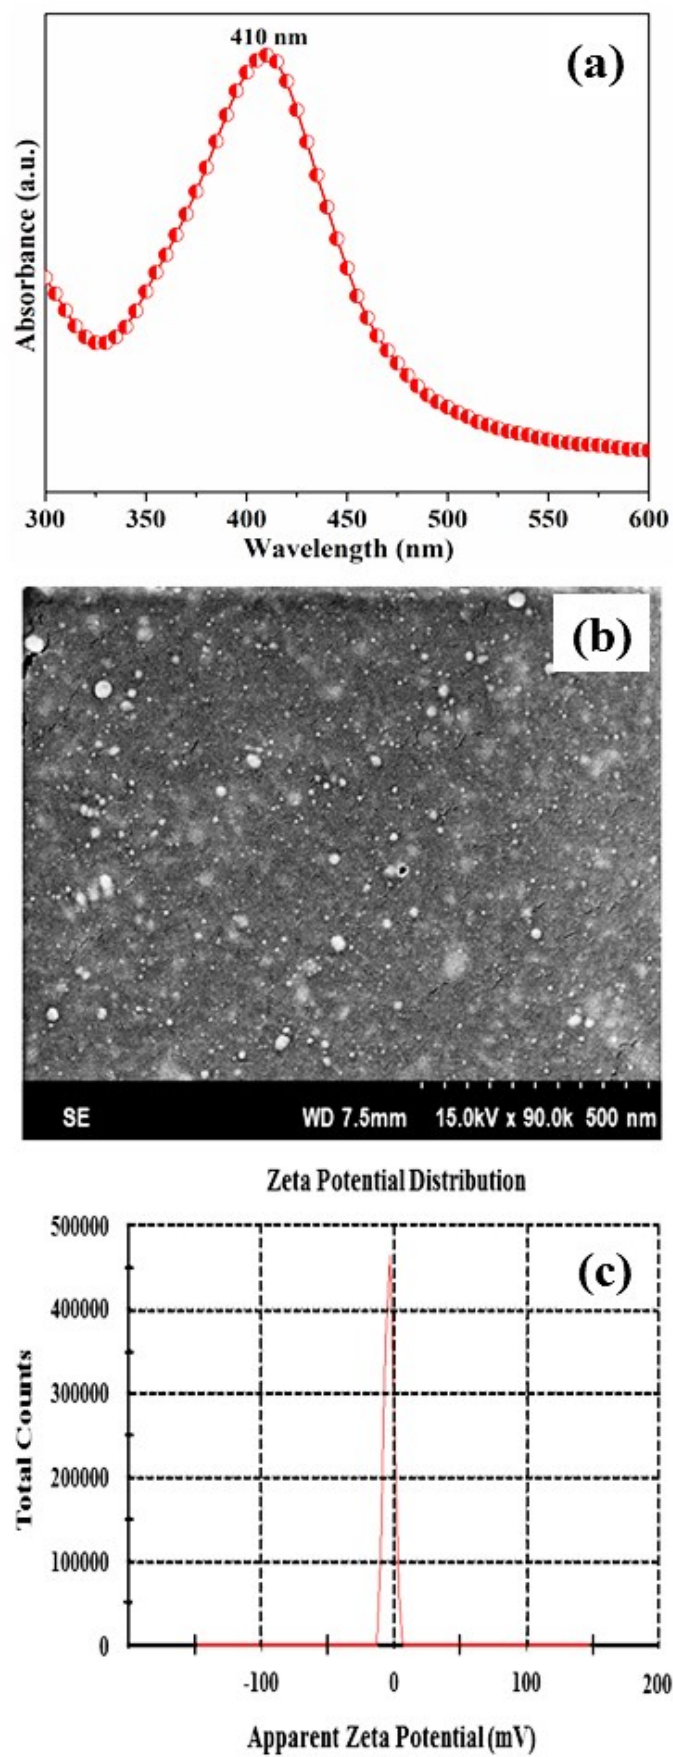 410 nm
(a)
Absorbance (a.u.)
300 350 400 450 500 550 600
Wavelength (nm)
(b)
SE WD 7.5mm 15.0kV x 90.0k 500 nm
Zeta Potential Distribution
(c)
500000
400000
300000
200000
100000
0
Total Counts
-100 0 100 200
Apparent Zeta Potential (mV)